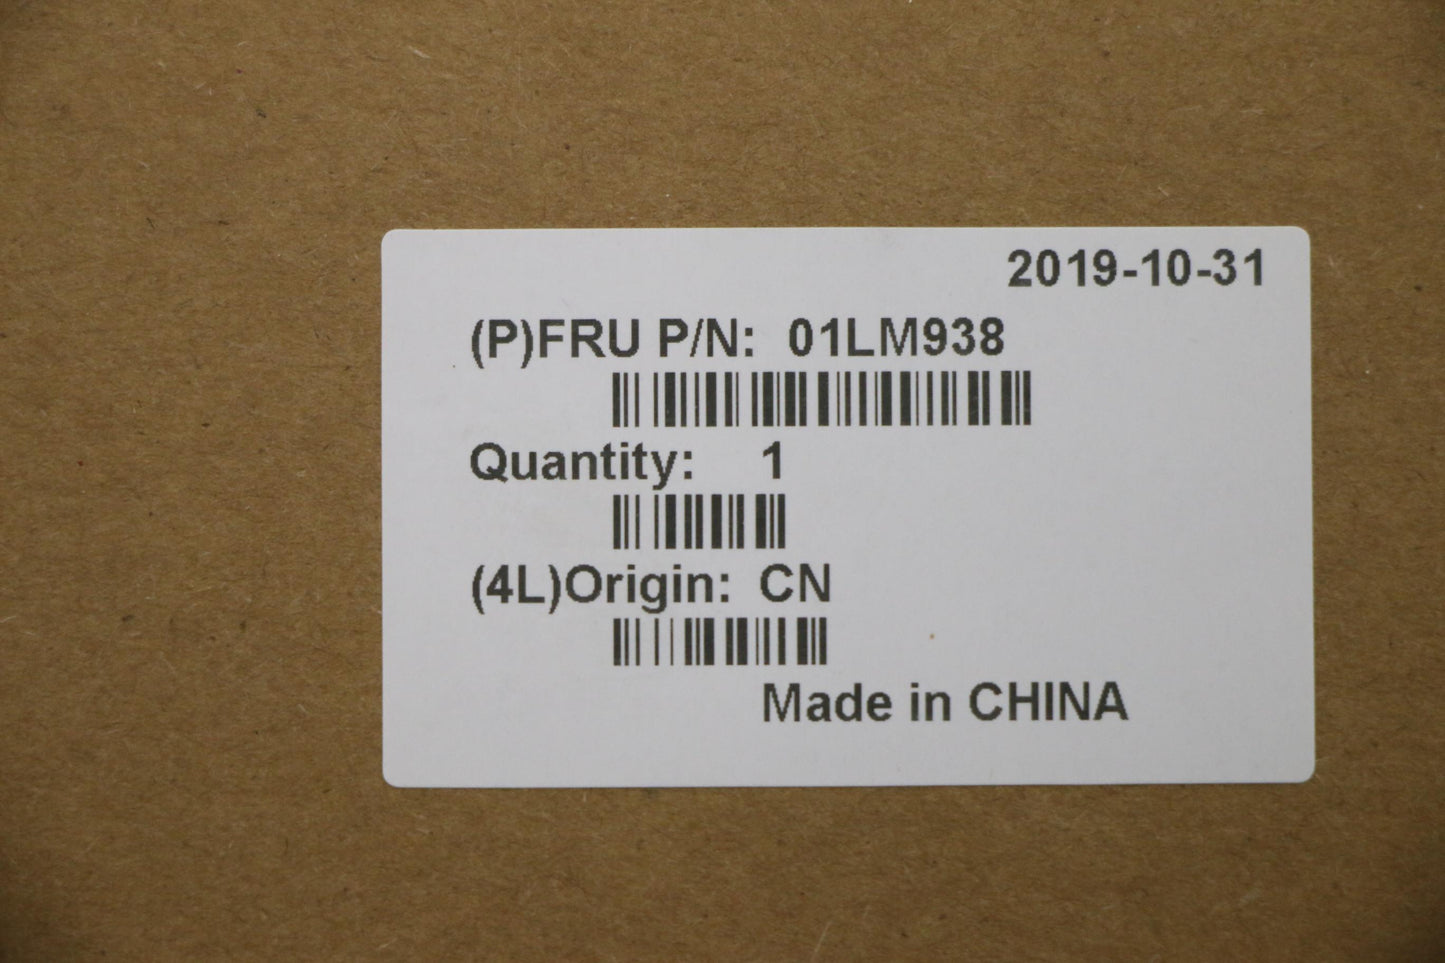 2019-10-31
(P)FRU P/N: 01LM938
Quantity: 1
(4L)Origin: CN
Made in CHINA